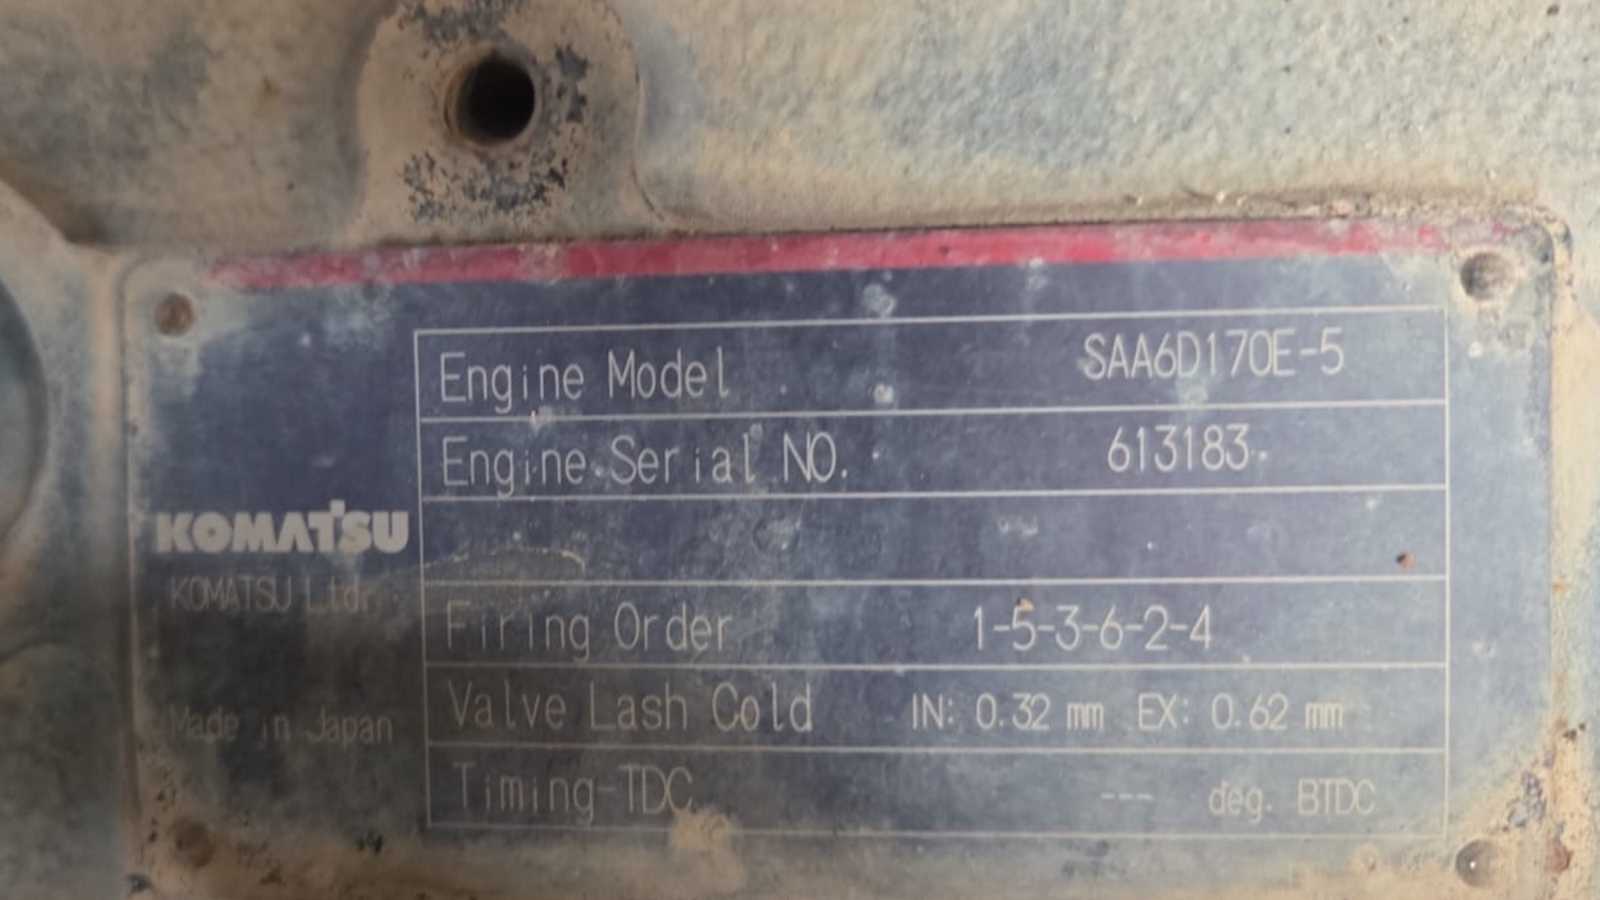 Engine Model SAA6D170E-5
Engine Serial NO. 613183
KOMATSU
KOMATSU Ltd.
Firing Order 1-5-3-6-2-4
Valve Lash Cold IN: 0.32 mm EX: 0.62 mm
Made in Japan
Timing-TDC --- deg. BTDC